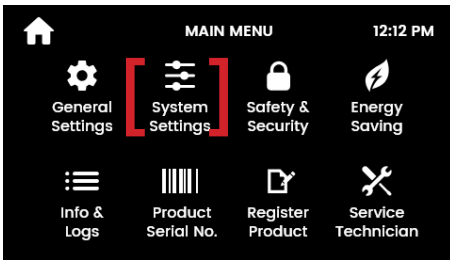 MAIN MENU 12:12 PM
General Settings
System Settings
Safety & Security
Energy Saving
Info & Logs
Product Serial No.
Register Product
Service Technician